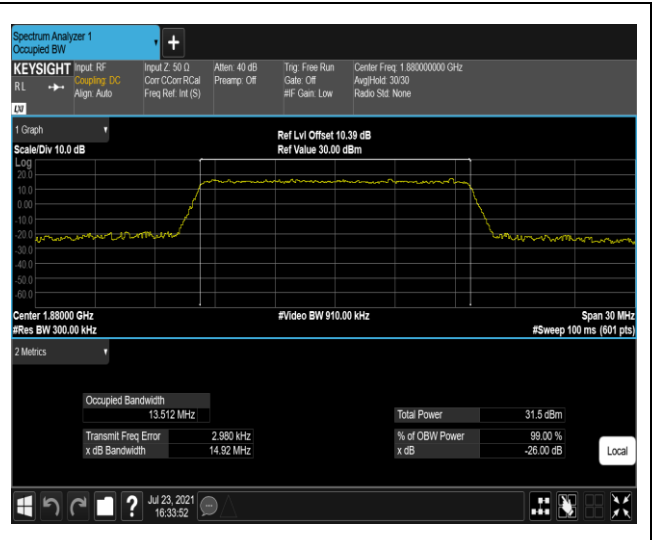 Spectrum Analyzer 1
Occupied BW
+
KEYSIGHT
RL
LXI
Input: RF
Coupling: DC
Align: Auto
Input Z: 50 Ω
Corr CCorr RCal
Freq Ref: Int (S)
Atten: 40 dB
Preamp: Off
Trig: Free Run
Gate: Off
#IF Gain: Low
Center Freq: 1.880000000 GHz
Avg|Hold: 30/30
Radio Std: None
1 Graph
Scale/Div 10.0 dB
Ref Lvl Offset 10.39 dB
Ref Value 30.00 dBm
Log
20.0
10.0
0.00
-10.0
-20.0
-30.0
-40.0
-50.0
-60.0
Center 1.88000 GHz
#Res BW 300.00 kHz
#Video BW 910.00 kHz
Span 30 MHz
#Sweep 100 ms (601 pts)
2 Metrics
Occupied Bandwidth
13.512 MHz
Transmit Freq Error 2.980 kHz
x dB Bandwidth 14.92 MHz
Total Power 31.5 dBm
% of OBW Power 99.00 %
x dB -26.00 dB
Local
?
Jul 23, 2021
16:33:52